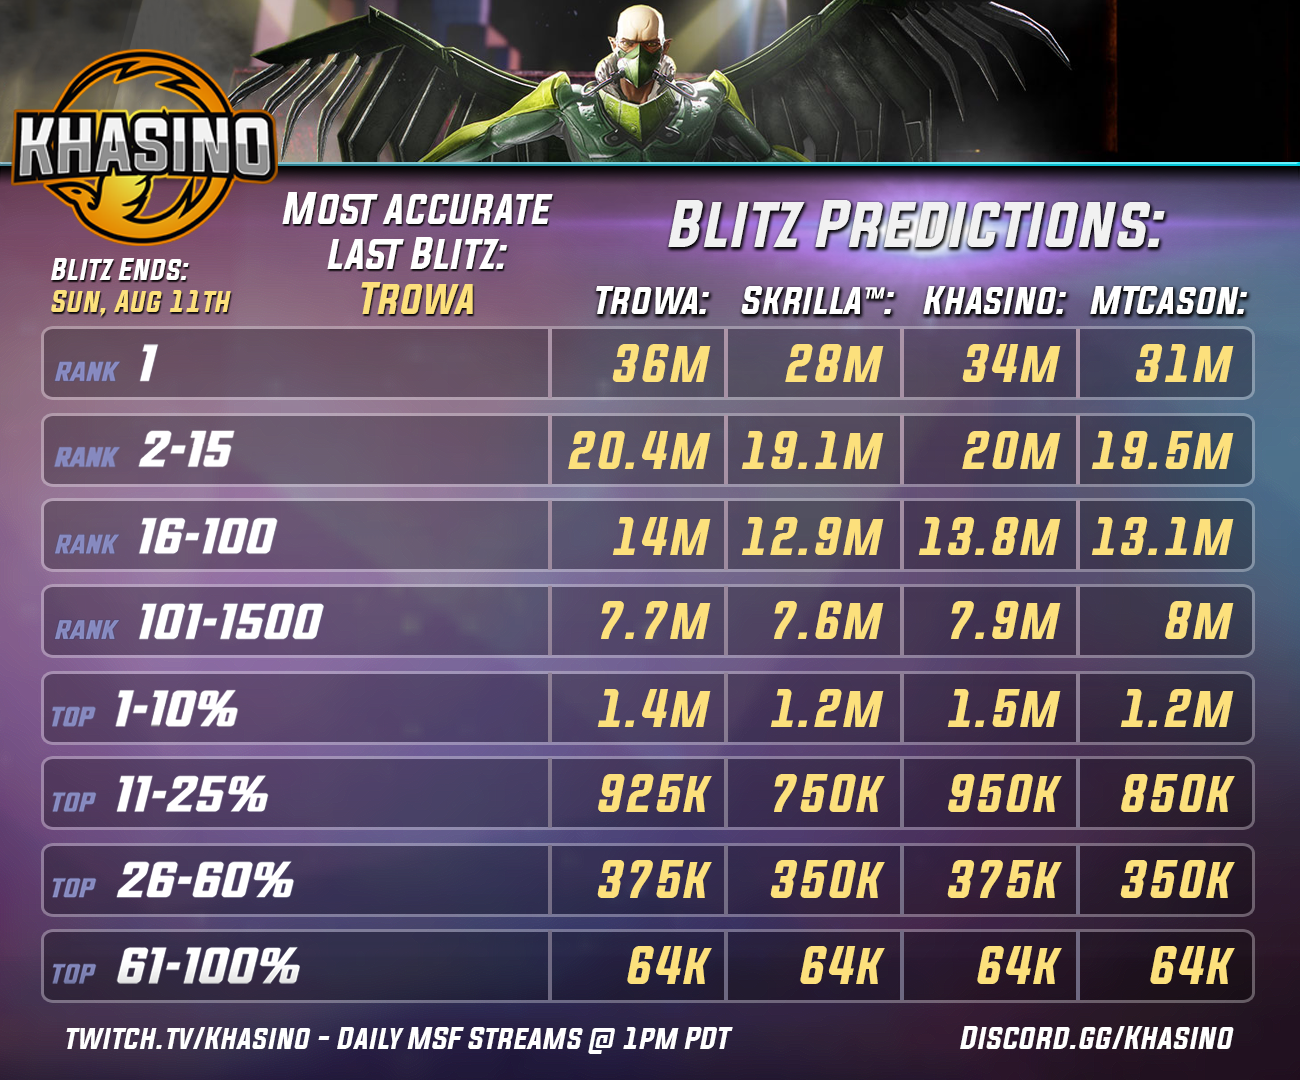 KHASINO
MOST ACCURATE
LAST BLITZ:
TROWA
BLITZ ENDS:
SUN, AUG 11TH
BLITZ PREDICTIONS:
TROWA: SKRILLA™: KHASINO: MTCASON:
RANK 1 36M 28M 34M 31M
RANK 2-15 20.4M 19.1M 20M 19.5M
RANK 16-100 14M 12.9M 13.8M 13.1M
RANK 101-1500 7.7M 7.6M 7.9M 8M
TOP 1-10% 1.4M 1.2M 1.5M 1.2M
TOP 11-25% 925K 750K 950K 850K
TOP 26-60% 375K 350K 375K 350K
TOP 61-100% 64K 64K 64K 64K
TWITCH.TV/KHASINO - DAILY MSF STREAMS @ 1PM PDT
DISCORD.GG/KHASINO